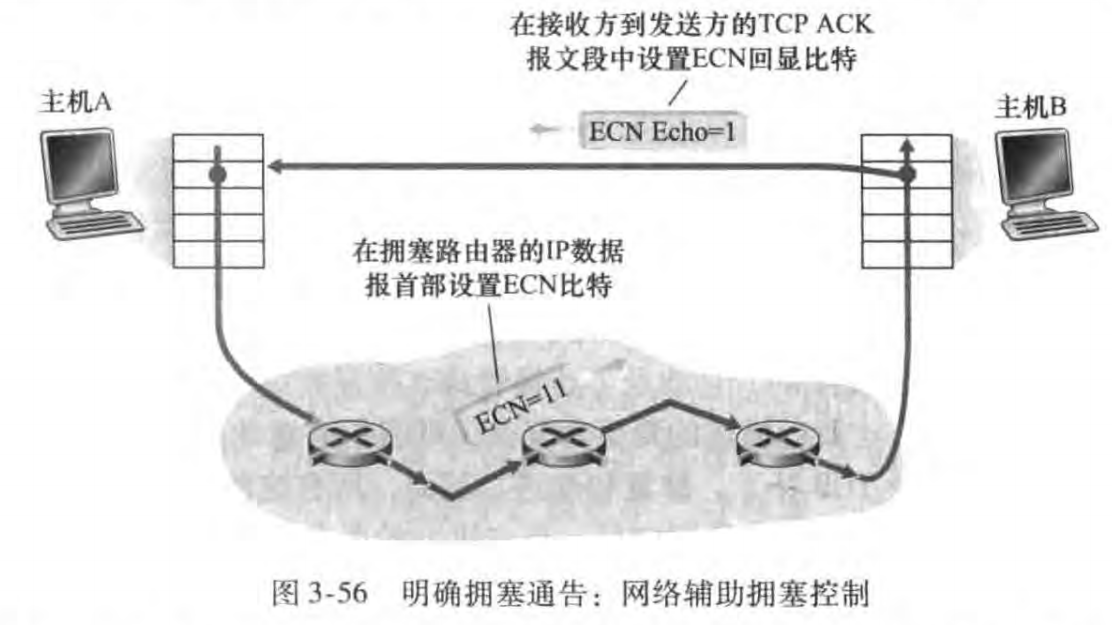 在接收方到发送方的TCP ACK
报文段中设置ECN回显比特
主机A
主机B
ECN Echo=1
在拥塞路由器的IP数据
报首部设置ECN比特
ECN=11
图 3-56 明确拥塞通告：网络辅助拥塞控制